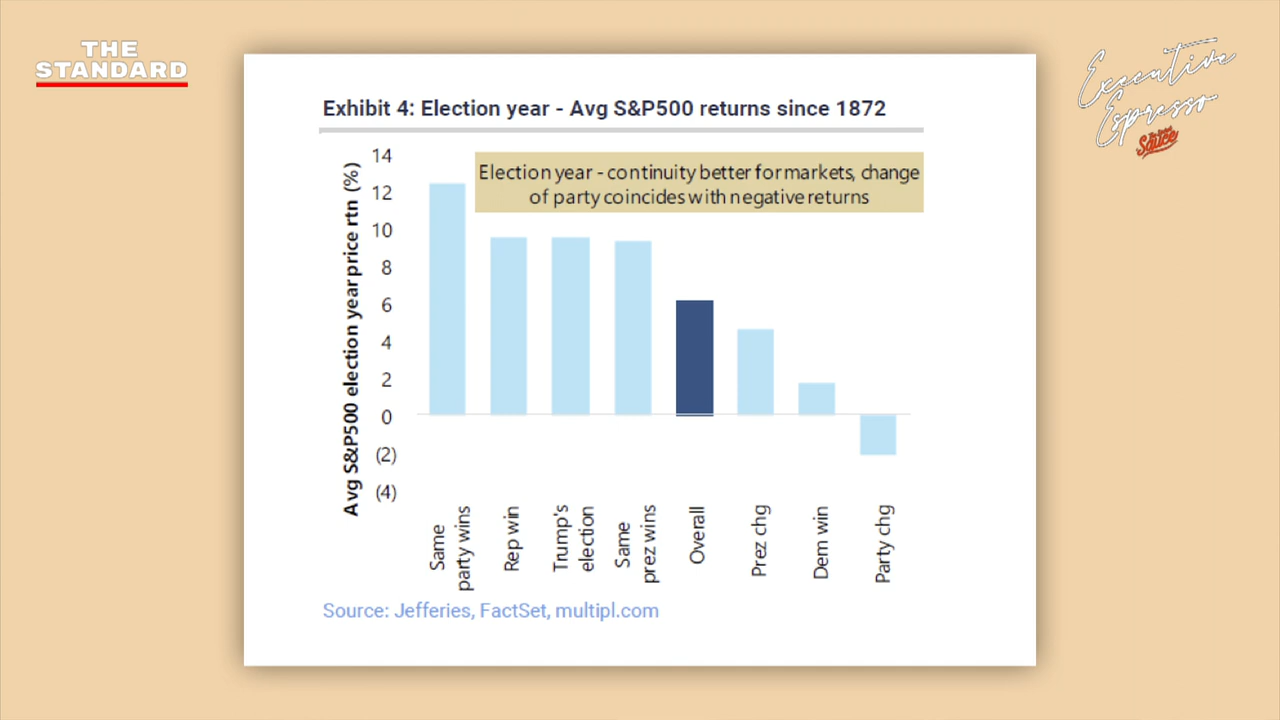 THE
STANDARD
Executive
Espresso
Sauce
Exhibit 4: Election year - Avg S&P500 returns since 1872
Election year - continuity better for markets, change
of party coincides with negative returns
Avg S&P500 election year price rtn (%)
14
12
10
8
6
4
2
0
(2)
(4)
Same
party wins
Rep win
Trump's
election
Same
prez wins
Overall
Prez chg
Dem win
Party chg
Source: Jefferies, FactSet, multipl.com